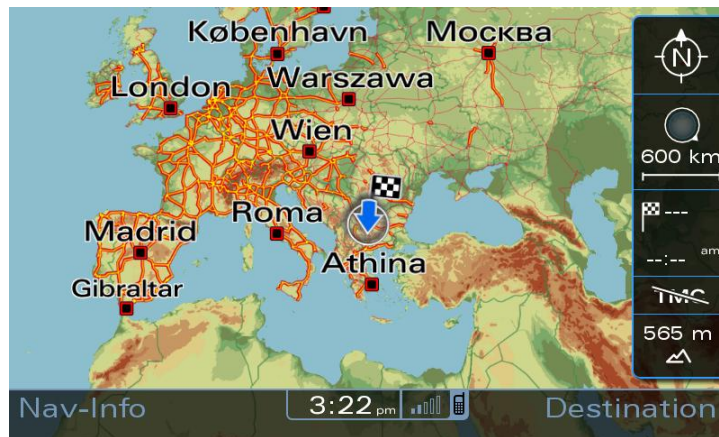 København
Москва
London
Warszawa
Wien
N
600 km
Roma
Madrid
Athina
Gibraltar
---
--:-- am
TMC
565 m
Nav-Info
3:22 pm
Destination